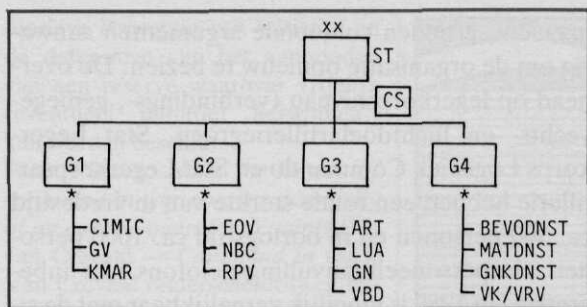 xx
ST
CS
G1 G2 G3 G4
* * * *
CIMIC EOV ART BEVODNST
GV NBC LUA MATDNST
KMAR RPV GN GNKDNST
VBD VK/VRV